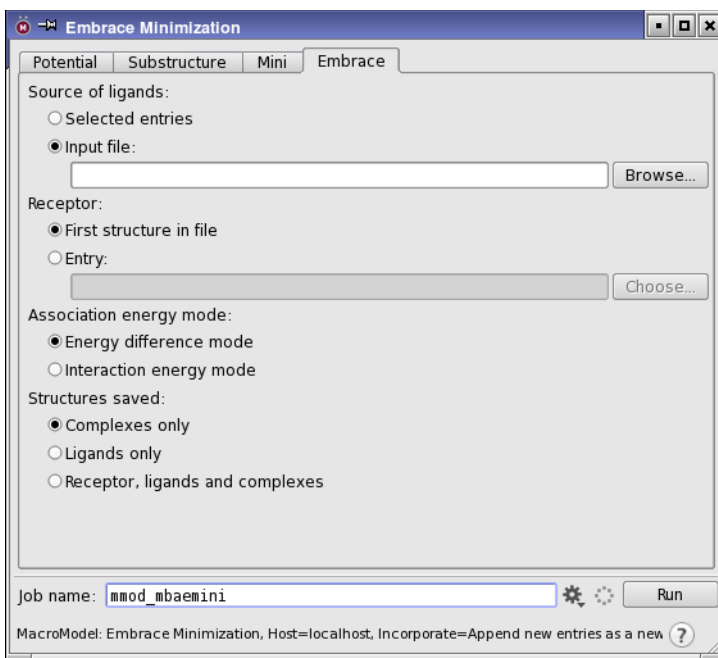 Embrace Minimization
Potential Substructure Mini Embrace
Source of ligands:
Selected entries
Input file:
Browse...
Receptor:
First structure in file
Entry:
Choose...
Association energy mode:
Energy difference mode
Interaction energy mode
Structures saved:
Complexes only
Ligands only
Receptor, ligands and complexes
Job name: mmod_mbaemini Run
MacroModel: Embrace Minimization, Host=localhost, Incorporate=Append new entries as a new ?